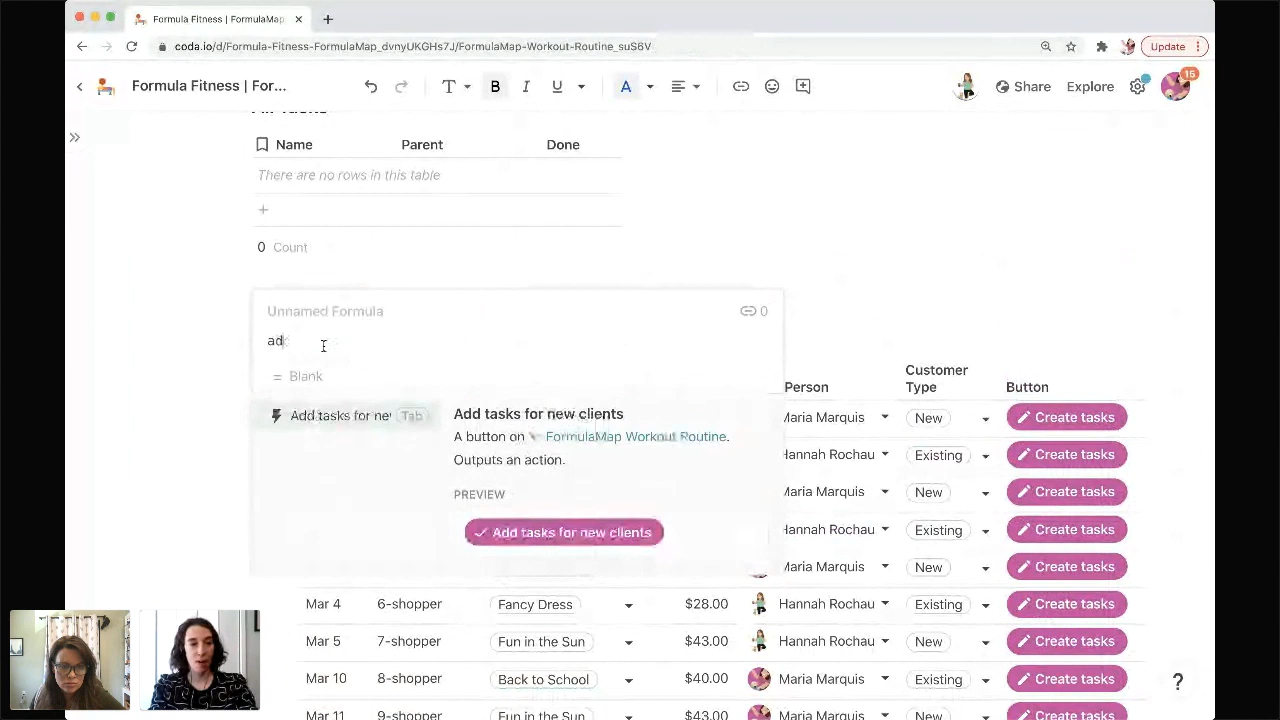 Formula Fitness | FormulaMap
coda.io/d/Formula-Fitness-FormulaMap_dvnyUKGHs7J/FormulaMap-Workout-Routine_suS6V
Update
Formula Fitness | For...
T
B
I
U
A
Share
Explore
15
Name Parent Done
There are no rows in this table
0 Count
Unnamed Formula
0
ad
= Blank
Add tasks for ne Tab
Add tasks for new clients
A button on FormulaMap Workout Routine.
Outputs an action.
PREVIEW
Add tasks for new clients
Person Customer Type Button
Maria Marquis New Create tasks
Hannah Rochau Existing Create tasks
Maria Marquis New Create tasks
Hannah Rochau Existing Create tasks
Maria Marquis New Create tasks
Mar 4 6-shopper Fancy Dress $28.00 Hannah Rochau Existing Create tasks
Mar 5 7-shopper Fun in the Sun $43.00 Hannah Rochau New Create tasks
Mar 10 8-shopper Back to School $40.00 Maria Marquis Existing Create tasks
Mar 11 9-shopper Fun in the Sun $43.00 Maria Marquis New Create tasks
?